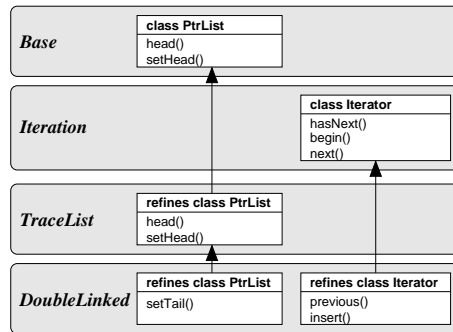 Base
class PtrList
head()
setHead()
Iteration
class Iterator
hasNext()
begin()
next()
TraceList
refines class PtrList
head()
setHead()
DoubleLinked
refines class PtrList
setTail()
refines class Iterator
previous()
insert()